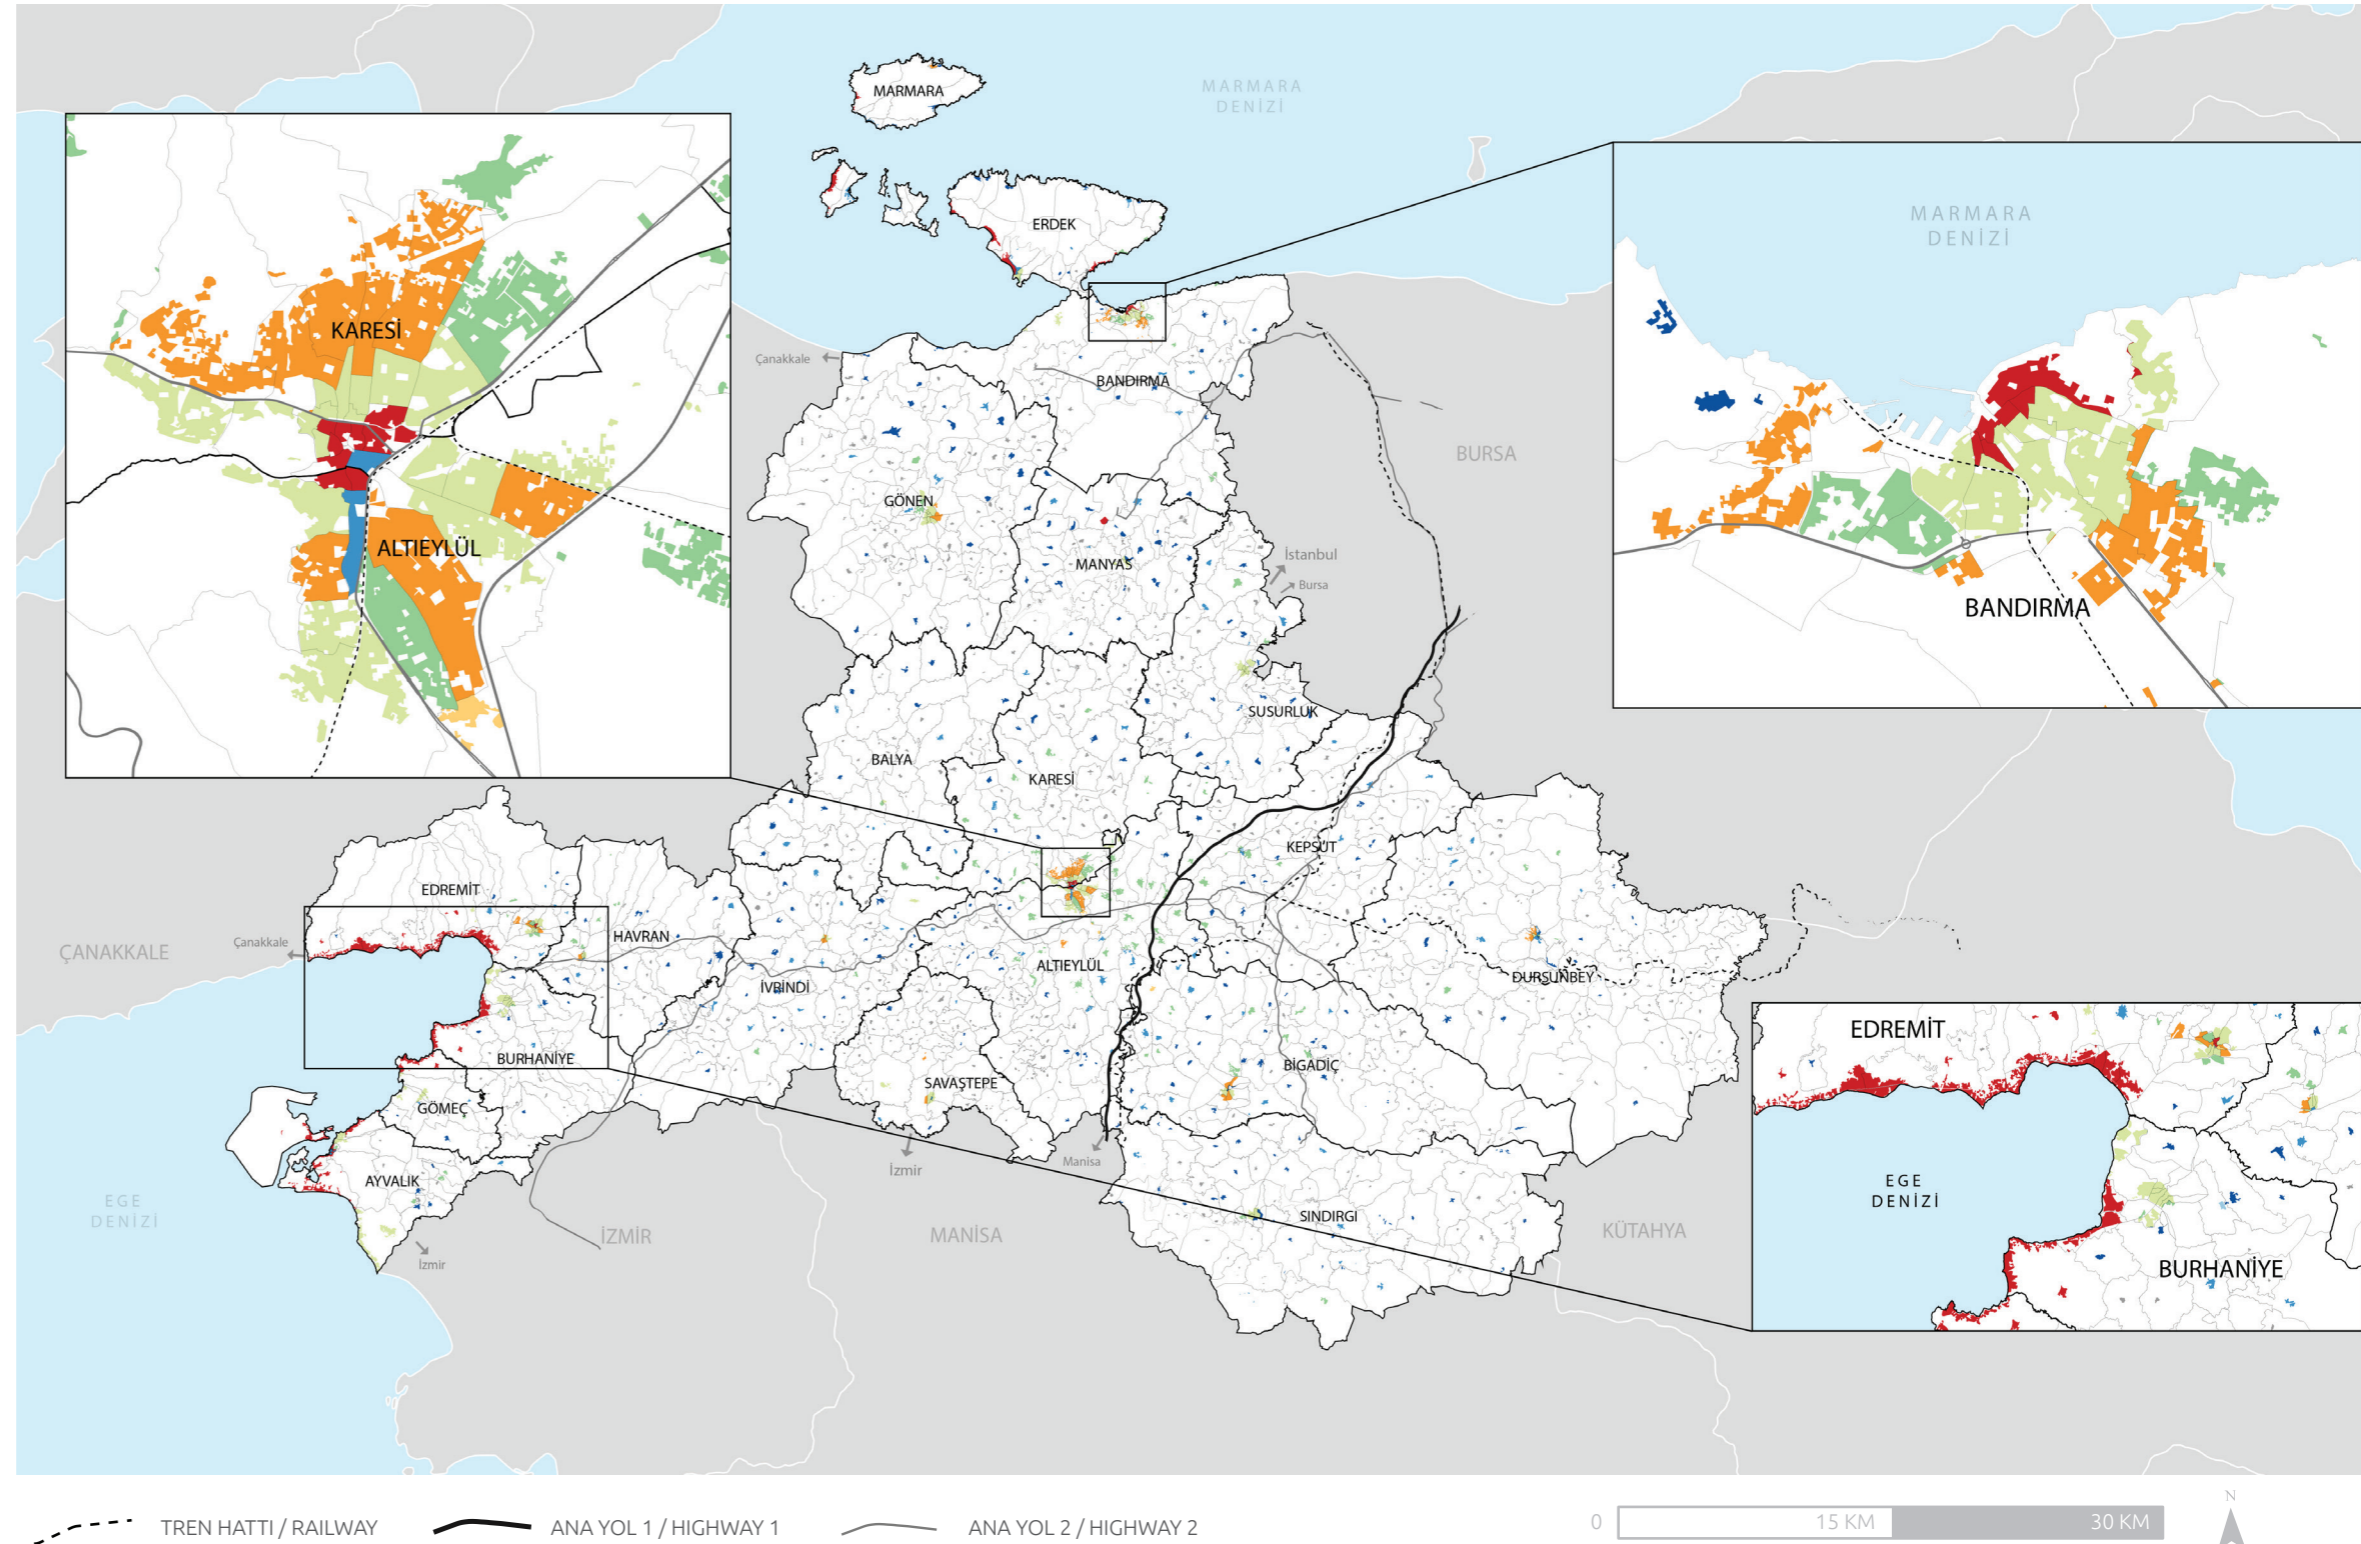 MARMARA
MARMARA
DENİZİ
ERDEK
MARMARA
DENİZİ
KARESİ
Çanakkale
BANDIRMA
BURSA
GÖNEN
ALTIEYLÜL
MANYAS
İstanbul
Bursa
BANDIRMA
SUSURLUK
BALYA
KARESİ
KEPSUT
EDREMİT
ÇANAKKALE
Çanakkale
HAVRAN
ALTIEYLÜL
İVRİNDİ
DURSUNBEY
EDREMİT
BURHANİYE
BİGADİÇ
SAVAŞTEPE
GÖMEÇ
İzmir
Manisa
AYVALIK
EGE
DENİZİ
EGE
DENİZİ
SINDIRGI
İZMİR
MANİSA
KÜTAHYA
İzmir
BURHANİYE
TREN HATTI / RAILWAY
ANA YOL 1 / HIGHWAY 1
ANA YOL 2 / HIGHWAY 2
0
15 KM
30 KM
N